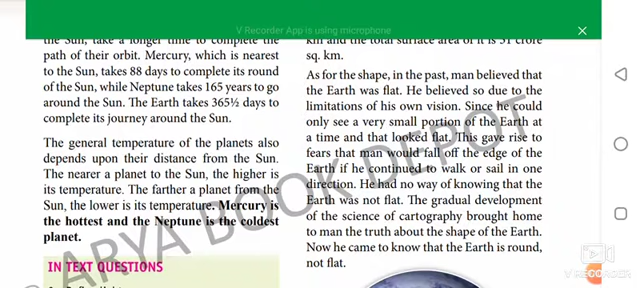 V Recorder App is using microphone
the Sun, take a longer time to complete the
path of their orbit. Mercury, which is nearest
to the Sun, takes 88 days to complete its round
of the Sun, while Neptune takes 165 years to go
around the Sun. The Earth takes 365½ days to
complete its journey around the Sun.
The general temperature of the planets also
depends upon their distance from the Sun.
The nearer a planet to the Sun, the higher is
its temperature. The farther a planet from the
Sun, the lower is its temperature. Mercury is
the hottest and the Neptune is the coldest
planet.
IN TEXT QUESTIONS
km and the total surface area of it is 51 crore
sq. km.
As for the shape, in the past, man believed that
the Earth was flat. He believed so due to the
limitations of his own vision. Since he could
only see a very small portion of the Earth at
a time and that looked flat. This gave rise to
fears that man would fall off the edge of the
Earth if he continued to walk or sail in one
direction. He had no way of knowing that the
Earth was not flat. The gradual development
of the science of cartography brought home
to man the truth about the shape of the Earth.
Now he came to know that the Earth is round,
not flat.
ARYA BOOK DEPOT
V RECORDER